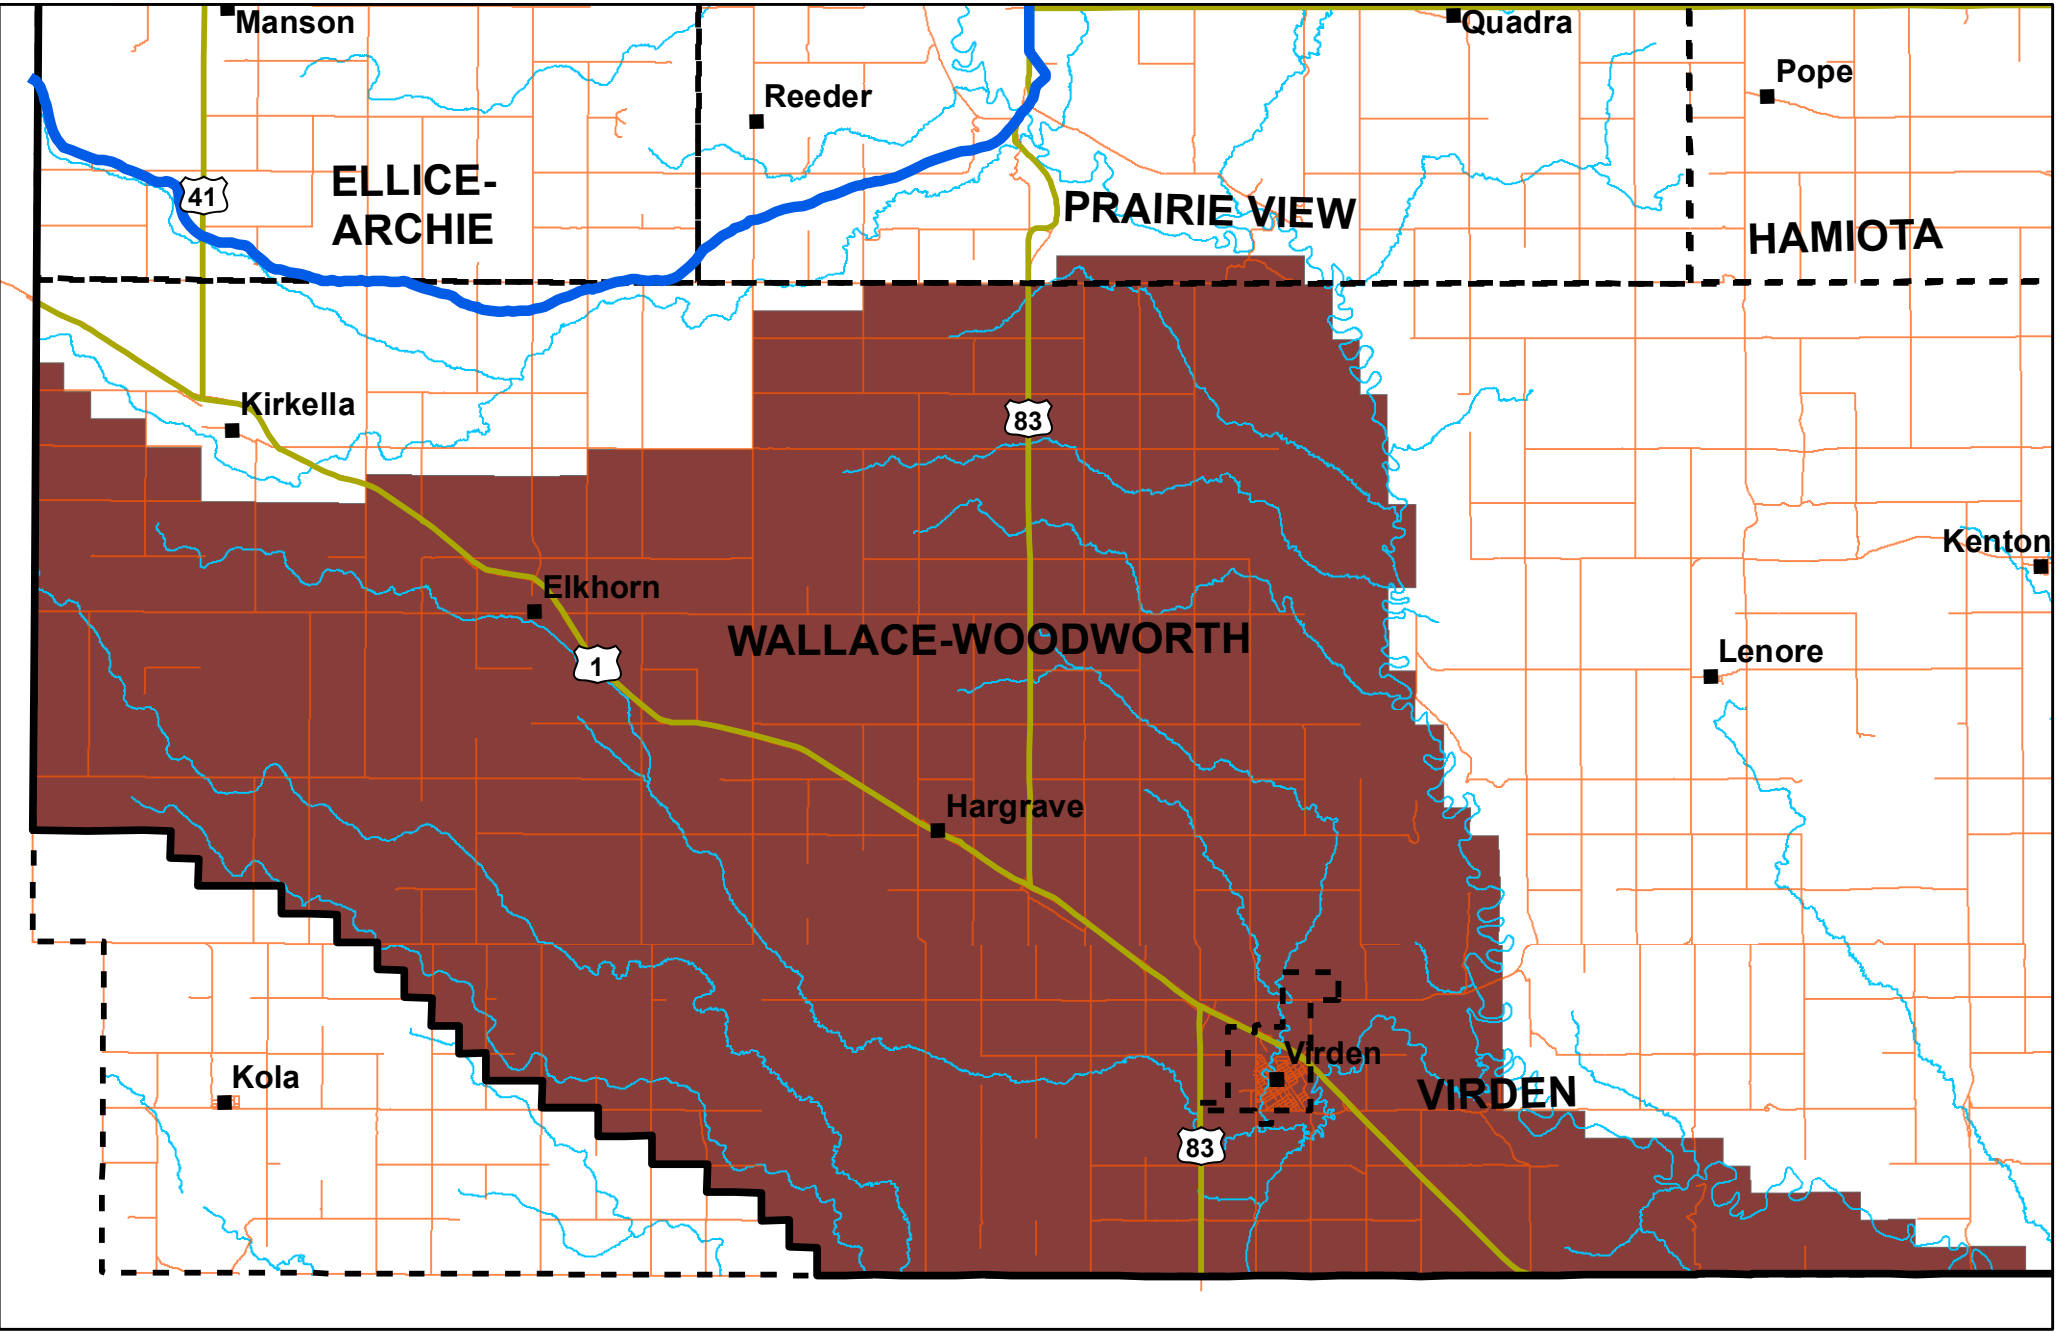 Manson
Quadra
Pope
Reeder
41
ELLICE-
ARCHIE
PRAIRIE VIEW
HAMIOTA
Kirkella
83
Kenton
Elkhorn
WALLACE-WOODWORTH
1
Lenore
Hargrave
Virden
Kola
VIRDEN
83